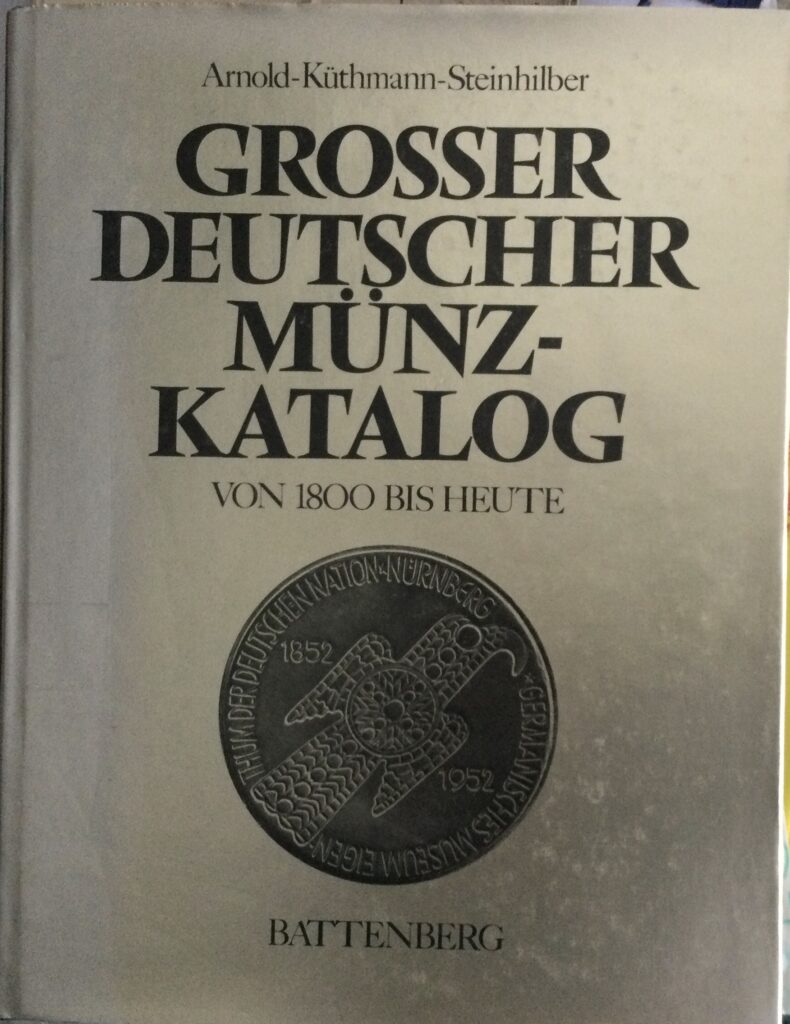 Arnold-Küthmann-Steinhilber
GROSSER
DEUTSCHER
MÜNZ-
KATALOG
VON 1800 BIS HEUTE
* GERMANISCHES · MUSEUM EIGEN-
THUM DER DEUTSCHEN NATION · NÜRNBERG
1852
1952
BATTENBERG